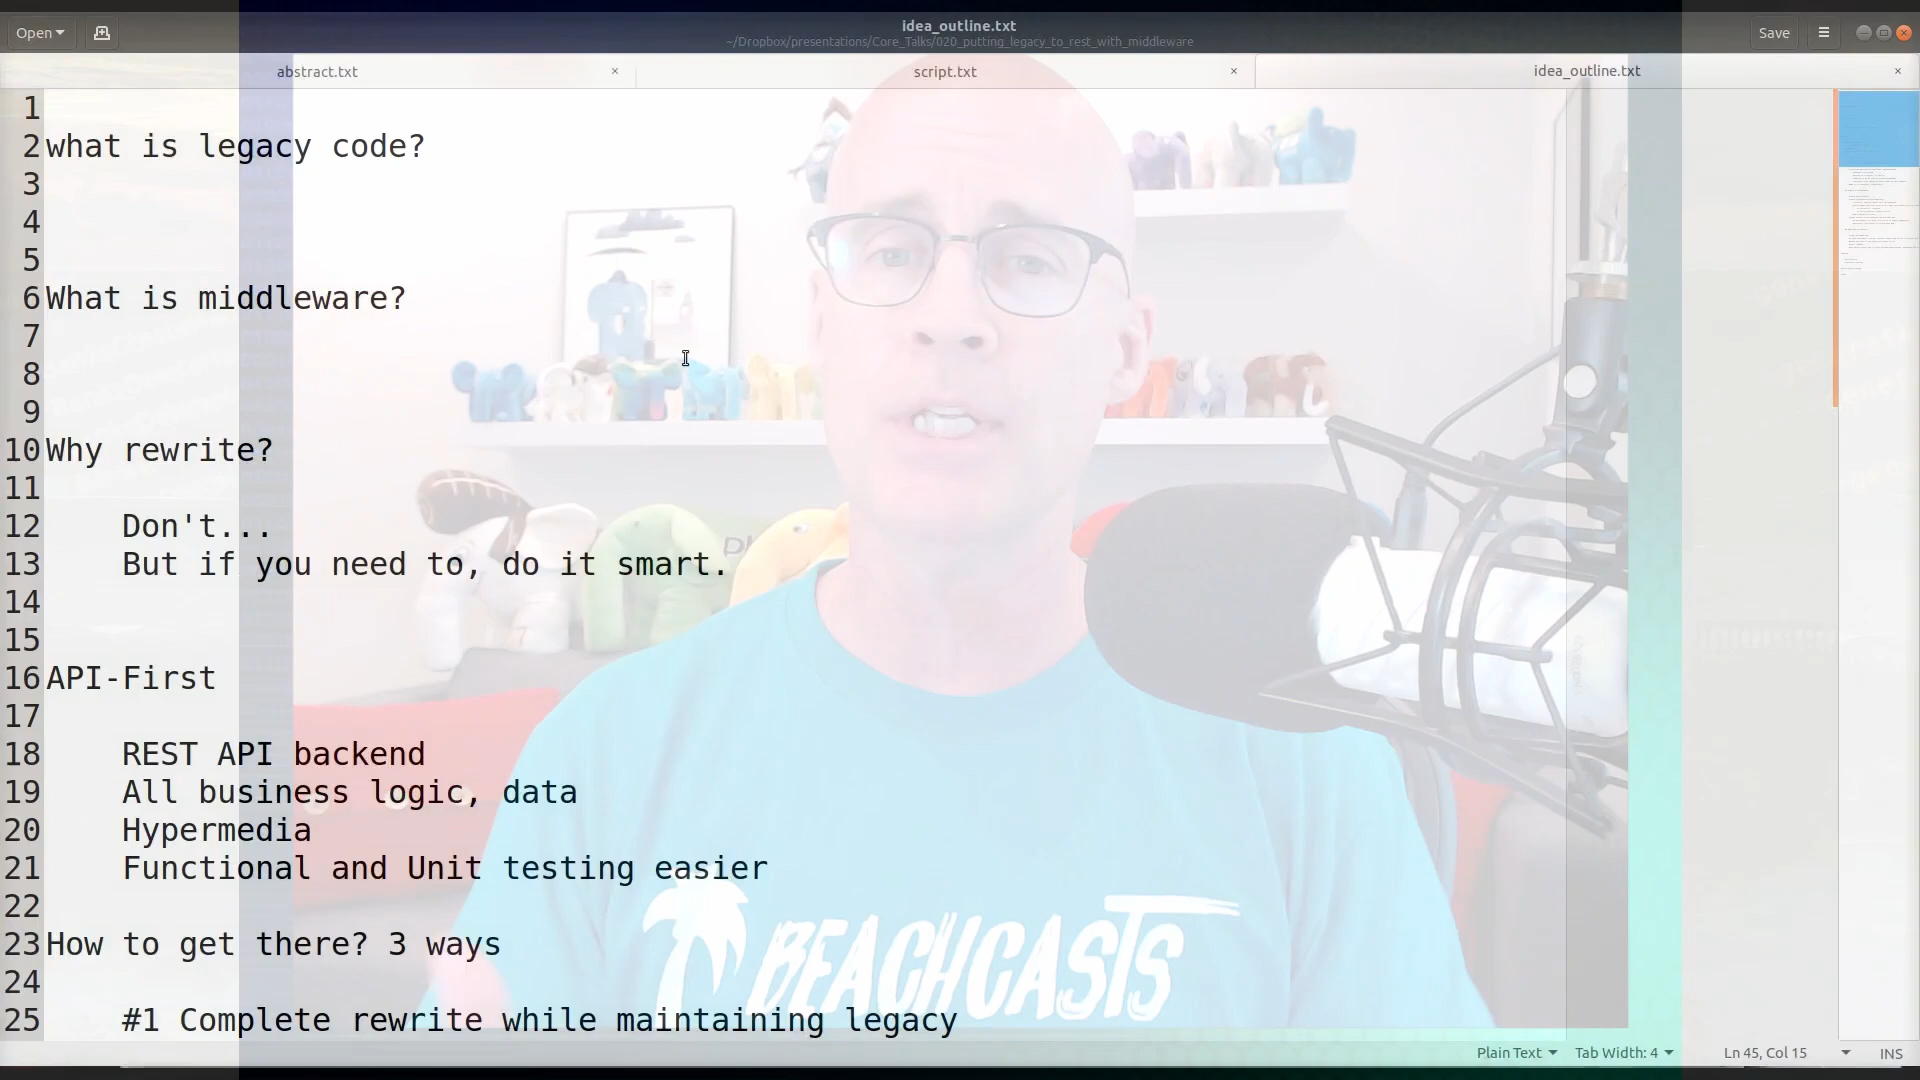 Open
idea_outline.txt
~/Dropbox/presentations/Core_Talks/020_putting_legacy_to_rest_with_middleware
Save
abstract.txt
script.txt
idea_outline.txt
1
2 what is legacy code?
3
4
5
6 What is middleware?
7
8
9
10 Why rewrite?
11
12 Don't...
13 But if you need to, do it smart.
14
15
16 API-First
17
18 REST API backend
19 All business logic, data
20 Hypermedia
21 Functional and Unit testing easier
22
23 How to get there? 3 ways
24
25 #1 Complete rewrite while maintaining legacy
BEACHCASTS
Plain Text
Tab Width: 4
Ln 45, Col 15
INS